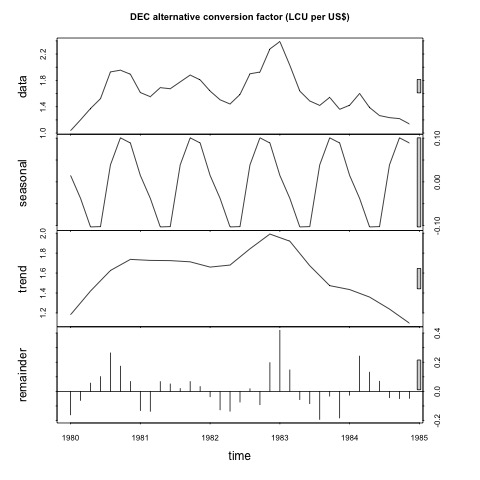 DEC alternative conversion factor (LCU per US$)
data
1.0 1.4 1.8 2.2
seasonal
-0.10 0.00 0.10
trend
1.2 1.4 1.6 1.8 2.0
remainder
-0.2 0.0 0.2 0.4
1980 1981 1982 1983 1984 1985
time